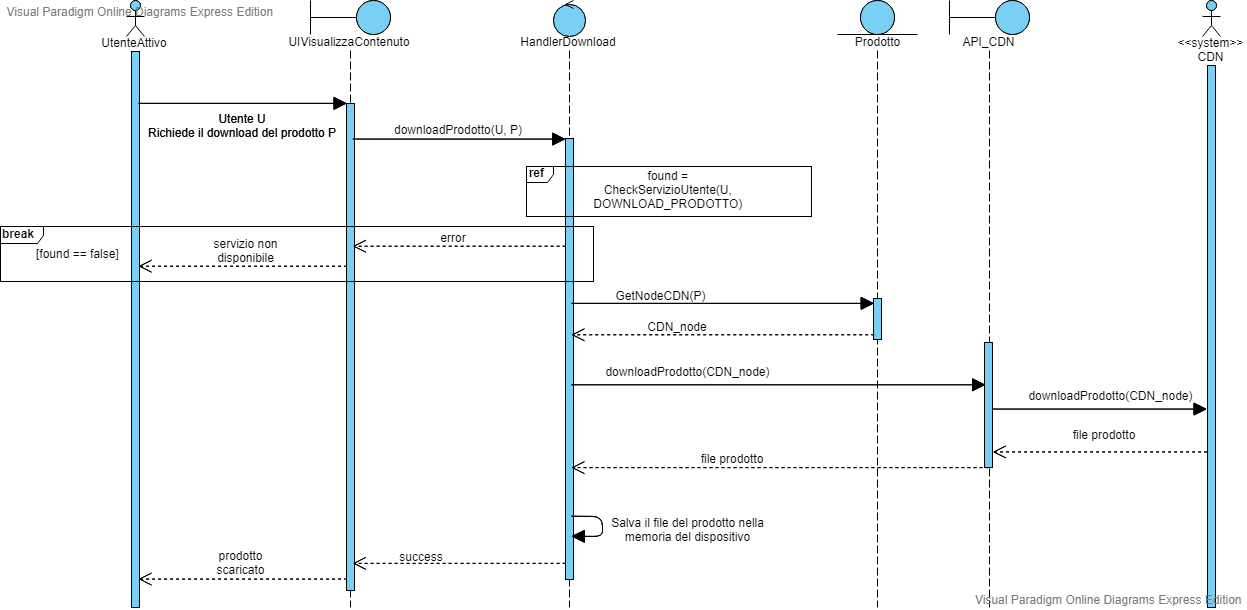 Visual Paradigm Online Diagrams Express Edition
UtenteAttivo
UIVisualizzaContenuto
HandlerDownload
Prodotto
API_CDN
<<system>>
CDN
Utente U
Richiede il download del prodotto P
downloadProdotto(U, P)
ref
found =
CheckServizioUtente(U,
DOWNLOAD_PRODOTTO)
break
[found == false]
servizio non
disponibile
error
GetNodeCDN(P)
CDN_node
downloadProdotto(CDN_node)
downloadProdotto(CDN_node)
file prodotto
file prodotto
Salva il file del prodotto nella
memoria del dispositivo
success
prodotto
scaricato
Visual Paradigm Online Diagrams Express Edition